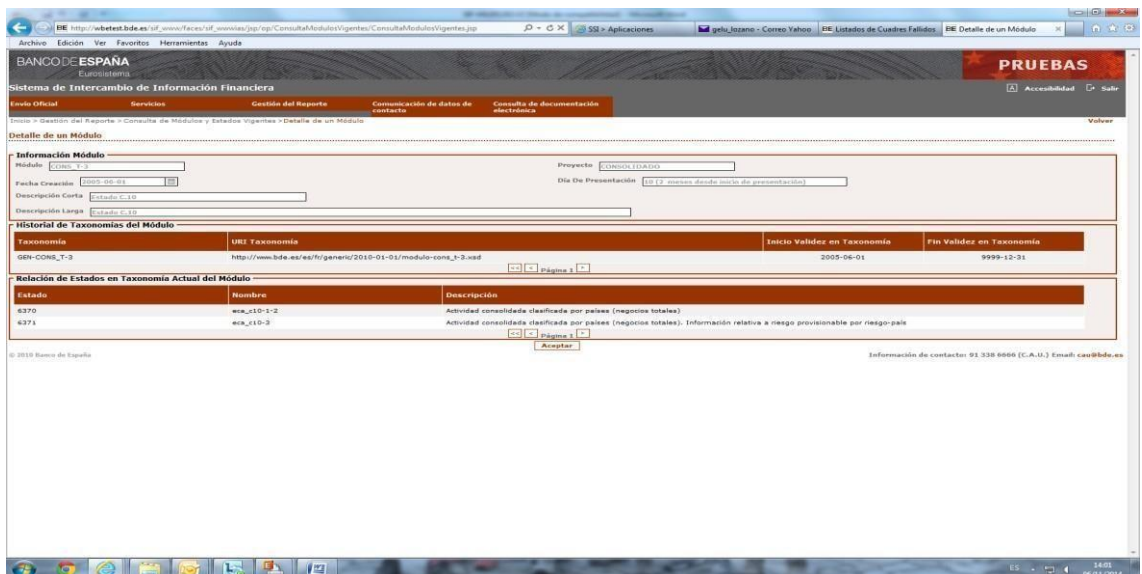 BE http://wbetest.bde.es/sif_www/faces/sif_wwwias/jsp/op/ConsultaModulosVigentes/ConsultaModulosVigentes.jsp
SSI > Aplicaciones
gelu_lozano - Correo Yahoo
BE Listados de Cuadres Fallidos
BE Detalle de un Módulo
Archivo Edición Ver Favoritos Herramientas Ayuda
BANCO DE ESPAÑA
Eurosistema
PRUEBAS
Sistema de Intercambio de Información Financiera
Accesibilidad Salir
Envío Oficial
Servicios
Gestión del Reporte
Comunicación de datos de contacto
Consulta de documentación electrónica
Inicio > Gestión del Reporte > Consulta de Módulos y Estados Vigentes > Detalle de un Módulo
Volver
Detalle de un Módulo
Información Módulo
Módulo CONS_T-3
Proyecto CONSOLIDADO
Fecha Creación 2005-06-01
Día De Presentación 10 (2 meses desde inicio de presentación)
Descripción Corta Estado C.10
Descripción Larga Estado C.10
Historial de Taxonomías del Módulo
Taxonomía URI Taxonomía Inicio Validez en Taxonomía Fin Validez en Taxonomía
GEN-CONS_T-3 http://www.bde.es/es/fr/generic/2010-01-01/modulo-cons_t-3.xsd 2005-06-01 9999-12-31
<< < Página 1 >
Relación de Estados en Taxonomía Actual del Módulo
Estado Nombre Descripción
6370 eca_c10-1-2 Actividad consolidada clasificada por países (negocios totales)
6371 eca_c10-3 Actividad consolidada clasificada por países (negocios totales). Información relativa a riesgo provisionable por riesgo-país
<< < Página 1 >
Aceptar
© 2010 Banco de España
Información de contacto: 91 338 6666 (C.A.U.) Email: cau@bde.es
ES
14:01